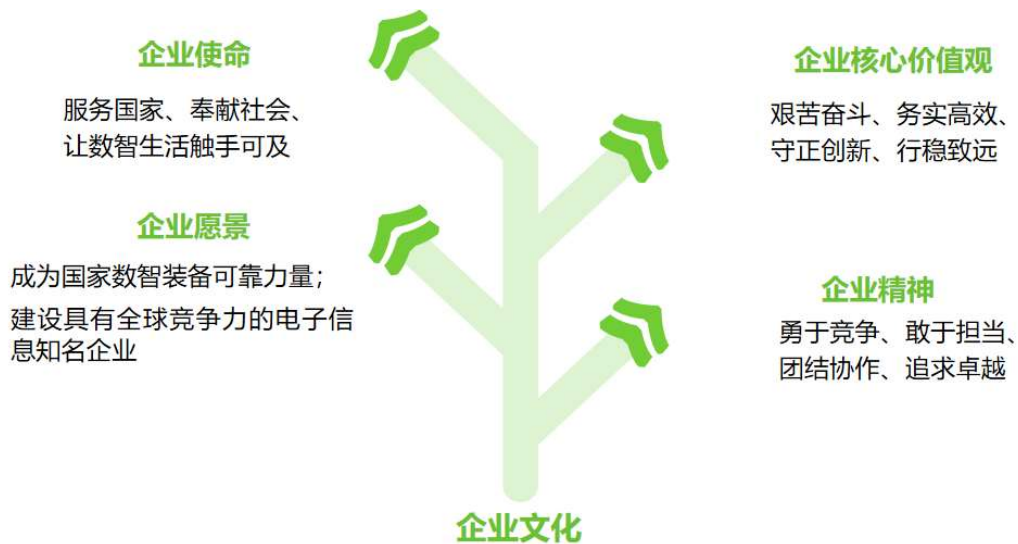 企业使命
服务国家、奉献社会、
让数智生活触手可及
企业愿景
成为国家数智装备可靠力量；
建设具有全球竞争力的电子信
息知名企业
企业核心价值观
艰苦奋斗、务实高效、
守正创新、行稳致远
企业精神
勇于竞争、敢于担当、
团结协作、追求卓越
企业文化